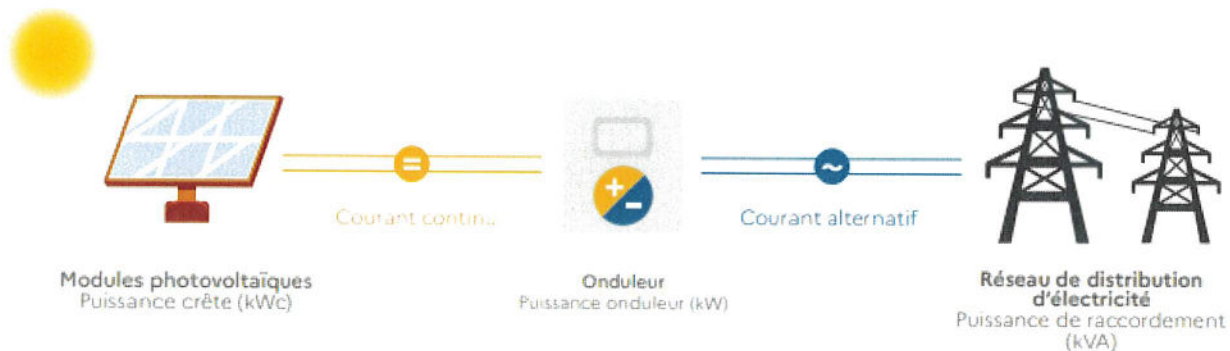 =
~
+
-
Courant continu
Courant alternatif
Modules photovoltaïques
Puissance crête (kWc)
Onduleur
Puissance onduleur (kW)
Réseau de distribution
d'électricité
Puissance de raccordement
(kVA)